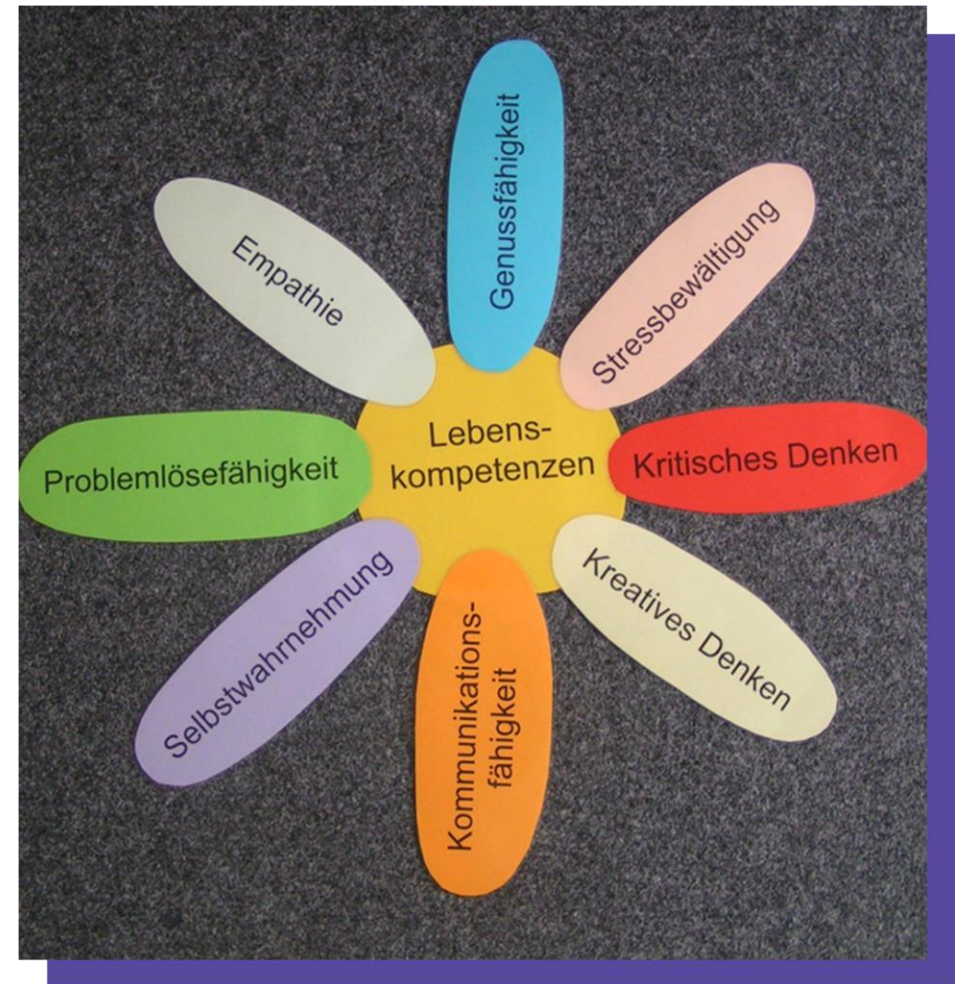 Genussfähigkeit
Stressbewältigung
Empathie
Lebens-
kompetenzen
Kritisches Denken
Problemlösefähigkeit
Kreatives Denken
Selbstwahrnehmung
Kommunikations-
fähigkeit